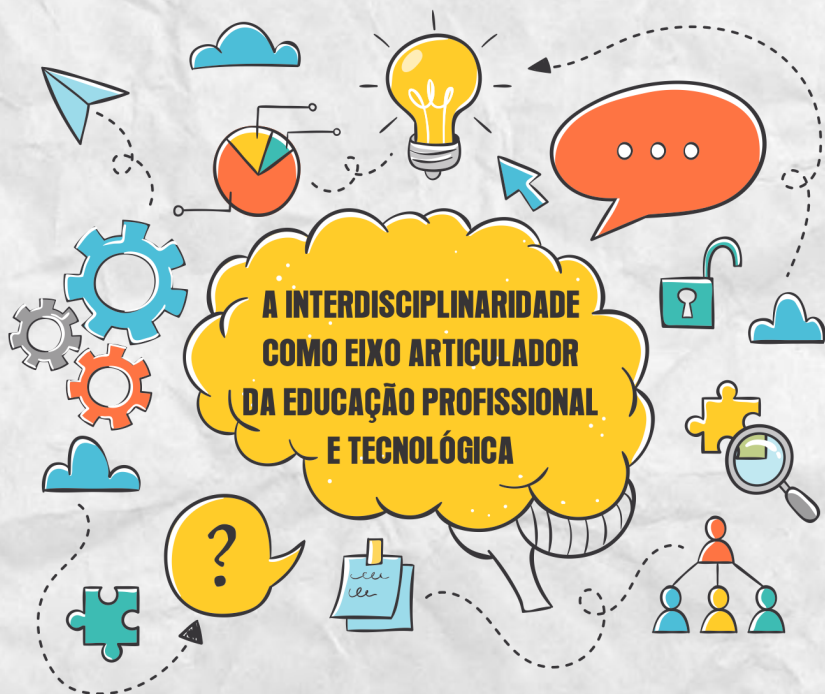 A INTERDISCIPLINARIDADE
COMO EIXO ARTICULADOR
DA EDUCAÇÃO PROFISSIONAL
E TECNOLÓGICA
?